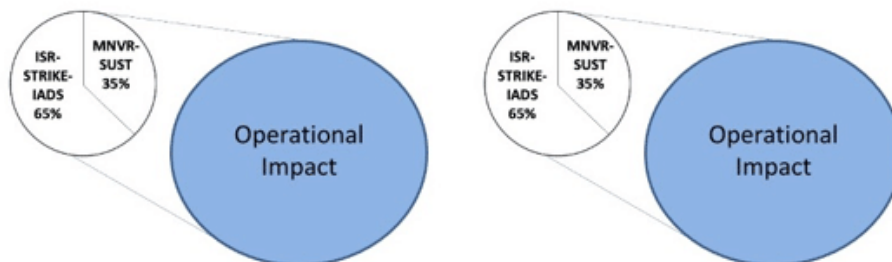 ISR-
STRIKE-
IADS
65%
MNVR-
SUST
35%
Operational
Impact
ISR-
STRIKE-
IADS
65%
MNVR-
SUST
35%
Operational
Impact